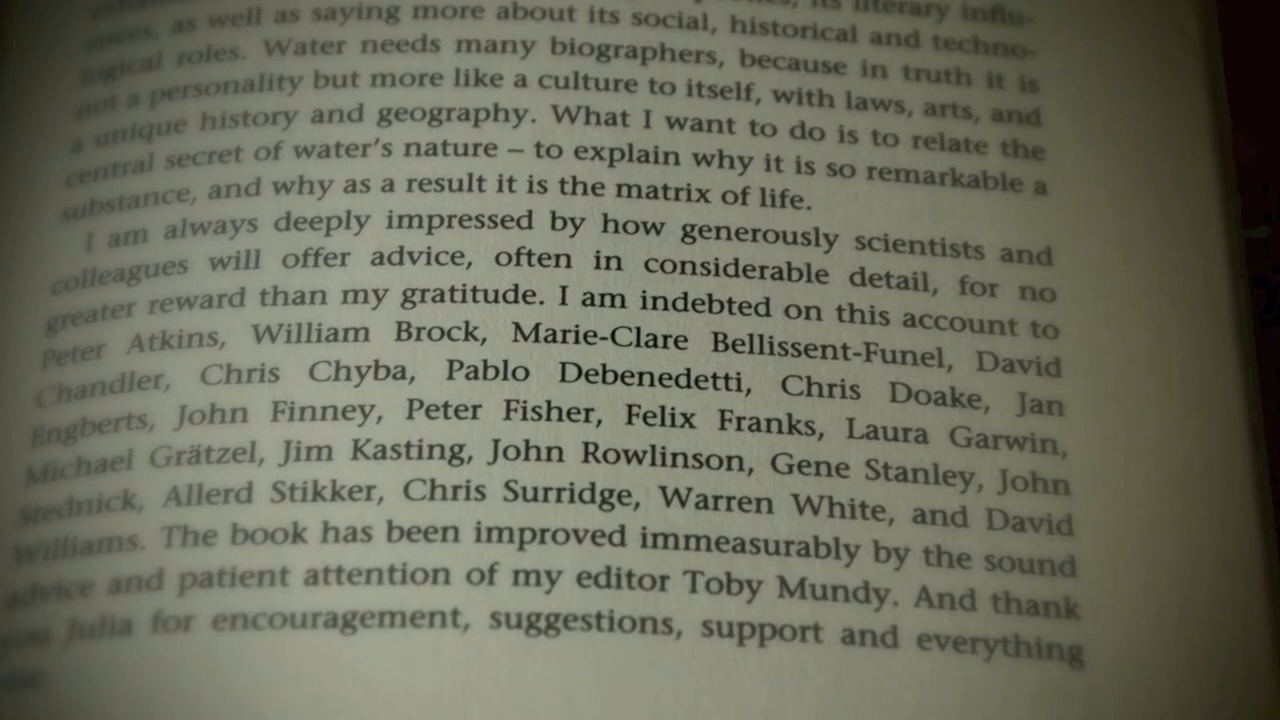 its literary influ-
as well as saying more about its social, historical and techno-
logical roles. Water needs many biographers, because in truth it is
not a personality but more like a culture to itself, with laws, arts, and
a unique history and geography. What I want to do is to relate the
central secret of water's nature – to explain why it is so remarkable a
substance, and why as a result it is the matrix of life.
I am always deeply impressed by how generously scientists and
colleagues will offer advice, often in considerable detail, for no
greater reward than my gratitude. I am indebted on this account to
Peter Atkins, William Brock, Marie-Clare Bellissent-Funel, David
Chandler, Chris Chyba, Pablo Debenedetti, Chris Doake, Jan
Engberts, John Finney, Peter Fisher, Felix Franks, Laura Garwin,
Michael Grätzel, Jim Kasting, John Rowlinson, Gene Stanley, John
Stednick, Allerd Stikker, Chris Surridge, Warren White, and David
Williams. The book has been improved immeasurably by the sound
advice and patient attention of my editor Toby Mundy. And thank
you Julia for encouragement, suggestions, support and everything